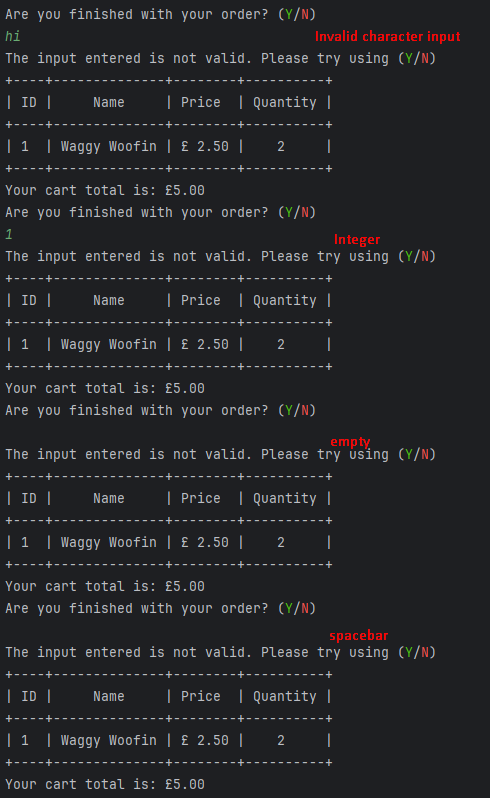 Are you finished with your order? (Y/N)
hi
Invalid character input
The input entered is not valid. Please try using (Y/N)
+----+--------------+--------+----------+
| ID |     Name     | Price  | Quantity |
+----+--------------+--------+----------+
| 1  | Waggy Woofin | £ 2.50 |    2     |
+----+--------------+--------+----------+
Your cart total is: £5.00
Are you finished with your order? (Y/N)
1
Integer
The input entered is not valid. Please try using (Y/N)
+----+--------------+--------+----------+
| ID |     Name     | Price  | Quantity |
+----+--------------+--------+----------+
| 1  | Waggy Woofin | £ 2.50 |    2     |
+----+--------------+--------+----------+
Your cart total is: £5.00
Are you finished with your order? (Y/N)
empty
The input entered is not valid. Please try using (Y/N)
+----+--------------+--------+----------+
| ID |     Name     | Price  | Quantity |
+----+--------------+--------+----------+
| 1  | Waggy Woofin | £ 2.50 |    2     |
+----+--------------+--------+----------+
Your cart total is: £5.00
Are you finished with your order? (Y/N)
spacebar
The input entered is not valid. Please try using (Y/N)
+----+--------------+--------+----------+
| ID |     Name     | Price  | Quantity |
+----+--------------+--------+----------+
| 1  | Waggy Woofin | £ 2.50 |    2     |
+----+--------------+--------+----------+
Your cart total is: £5.00